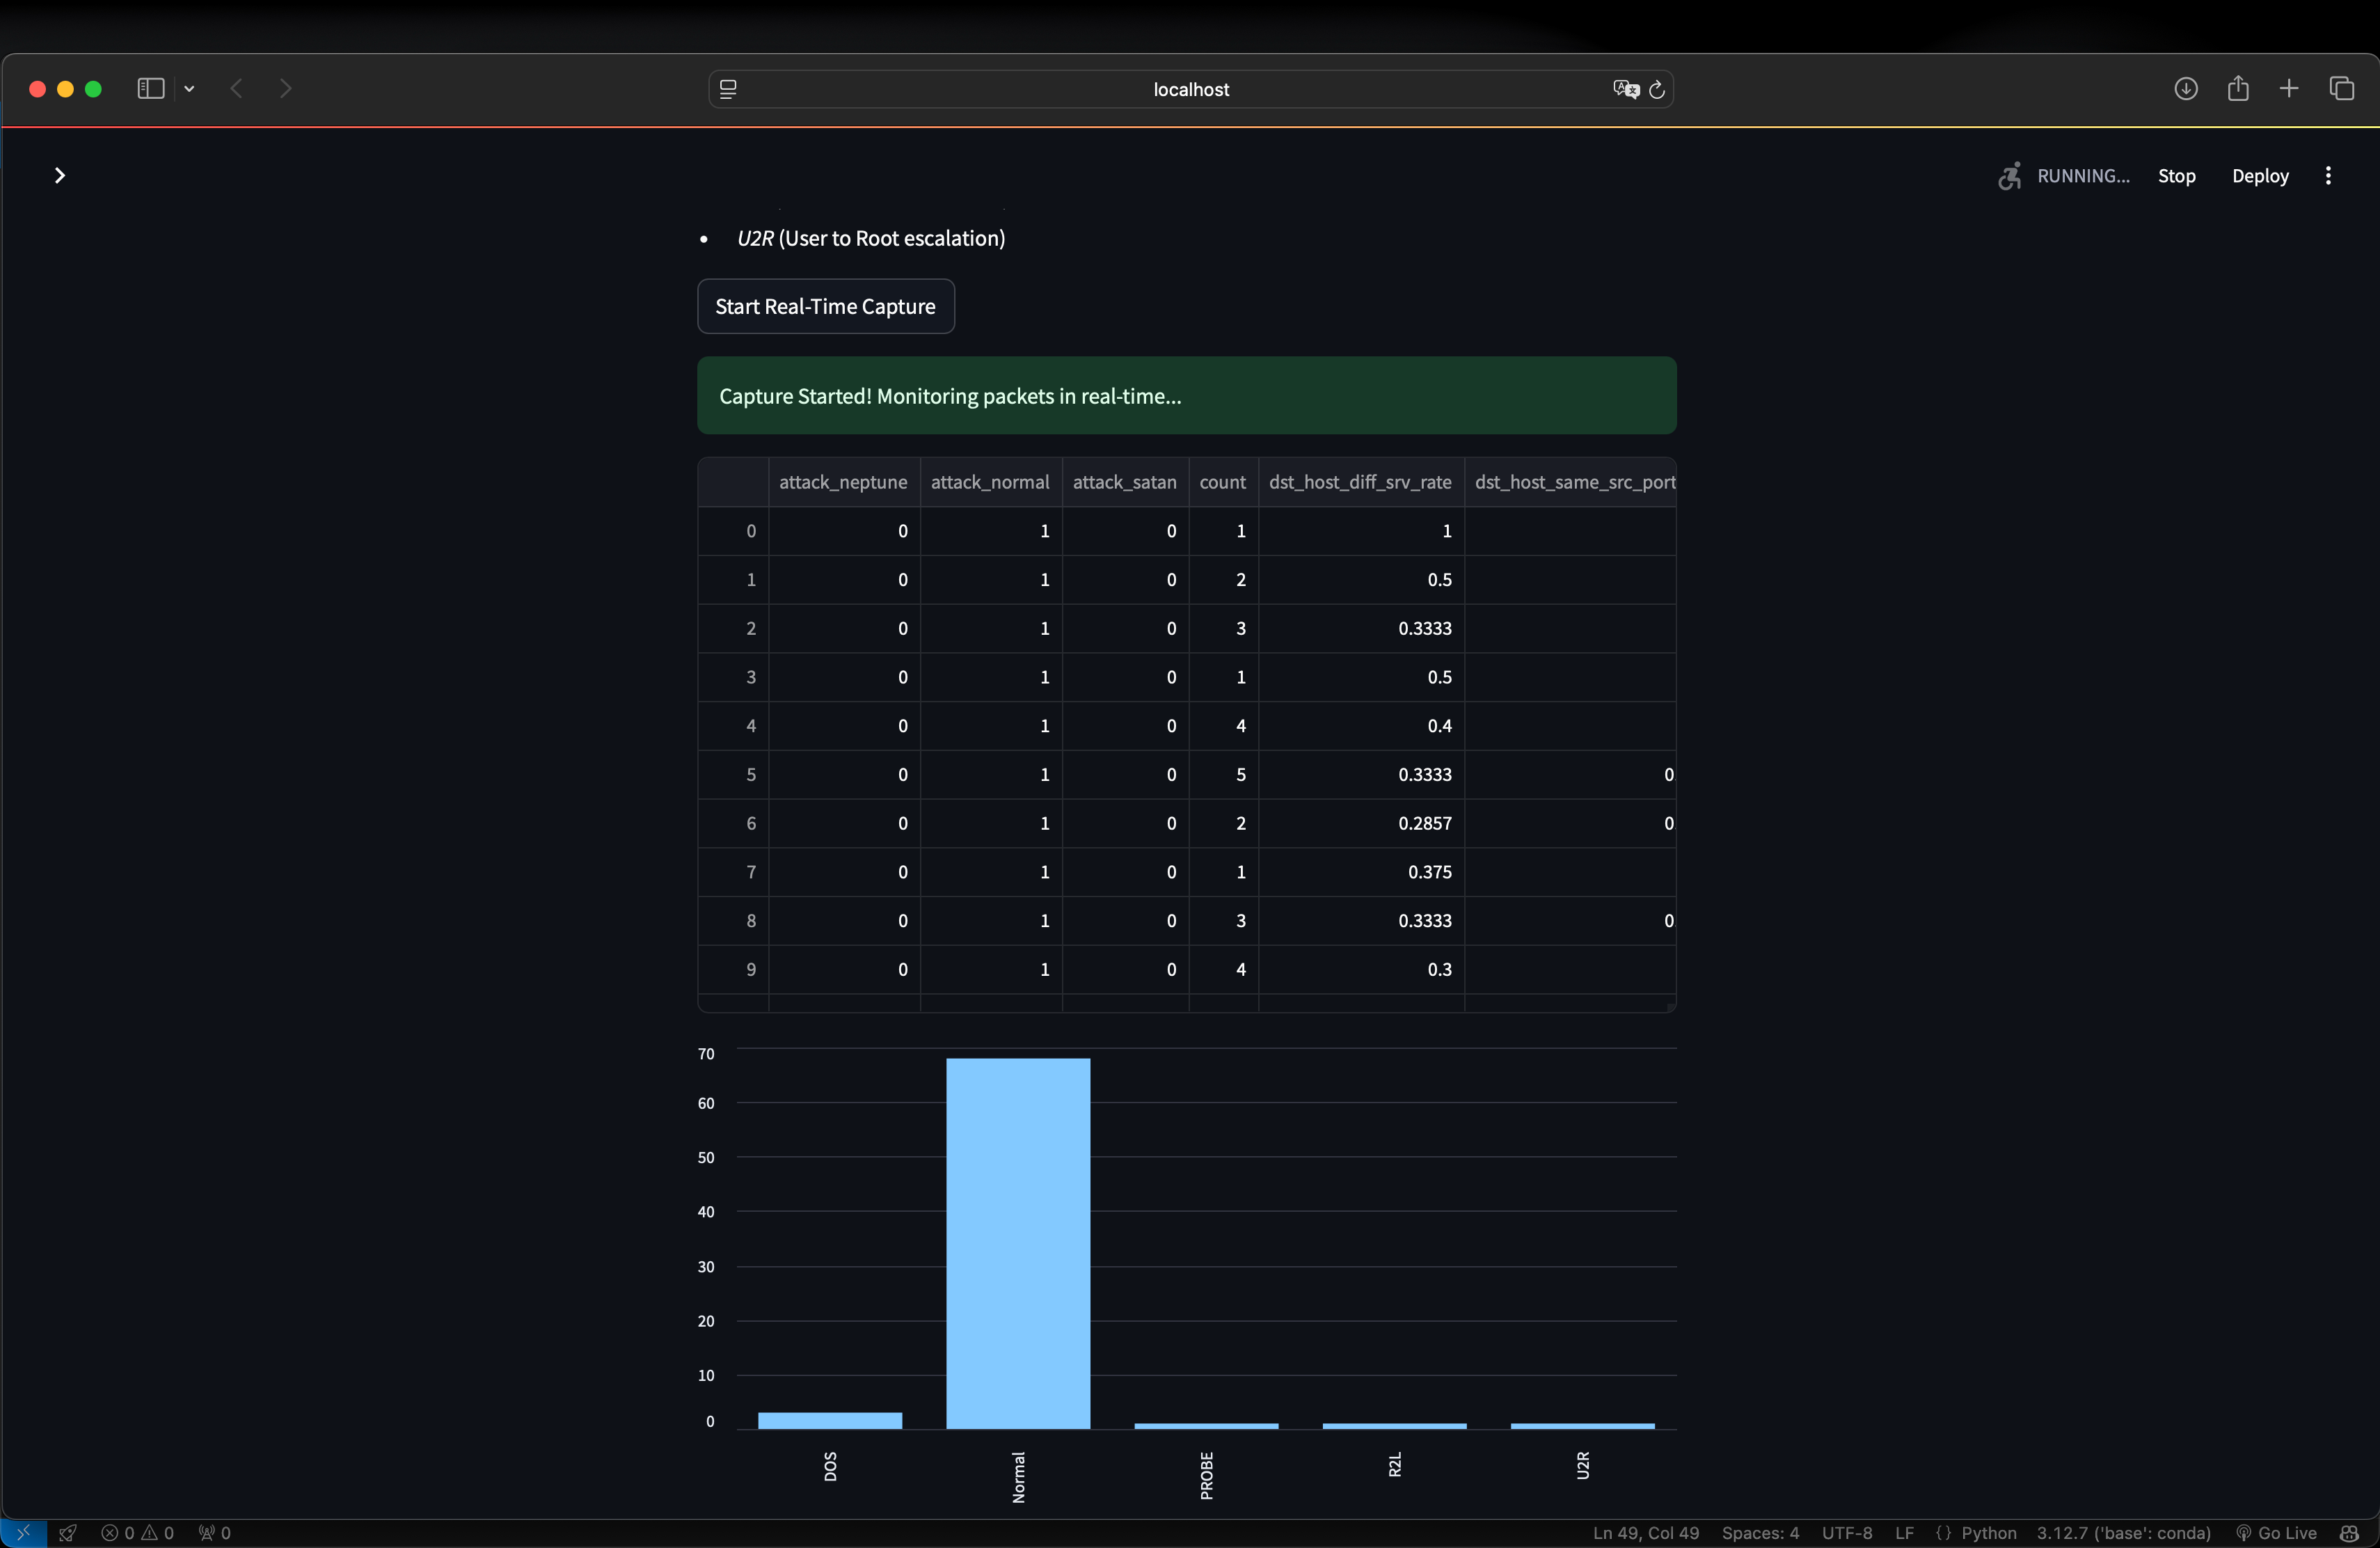 localhost
RUNNING... Stop Deploy
• U2R (User to Root escalation)
Start Real-Time Capture
Capture Started! Monitoring packets in real-time...
attack_neptune attack_normal attack_satan count dst_host_diff_srv_rate dst_host_same_src_port
0 0 1 0 1 1
1 0 1 0 2 0.5
2 0 1 0 3 0.3333
3 0 1 0 1 0.5
4 0 1 0 4 0.4
5 0 1 0 5 0.3333 0.
6 0 1 0 2 0.2857 0.
7 0 1 0 1 0.375
8 0 1 0 3 0.3333 0.
9 0 1 0 4 0.3
70
60
50
40
30
20
10
0
DOS Normal PROBE R2L U2R
0 0 0 Ln 49, Col 49 Spaces: 4 UTF-8 LF {} Python 3.12.7 ('base': conda) Go Live